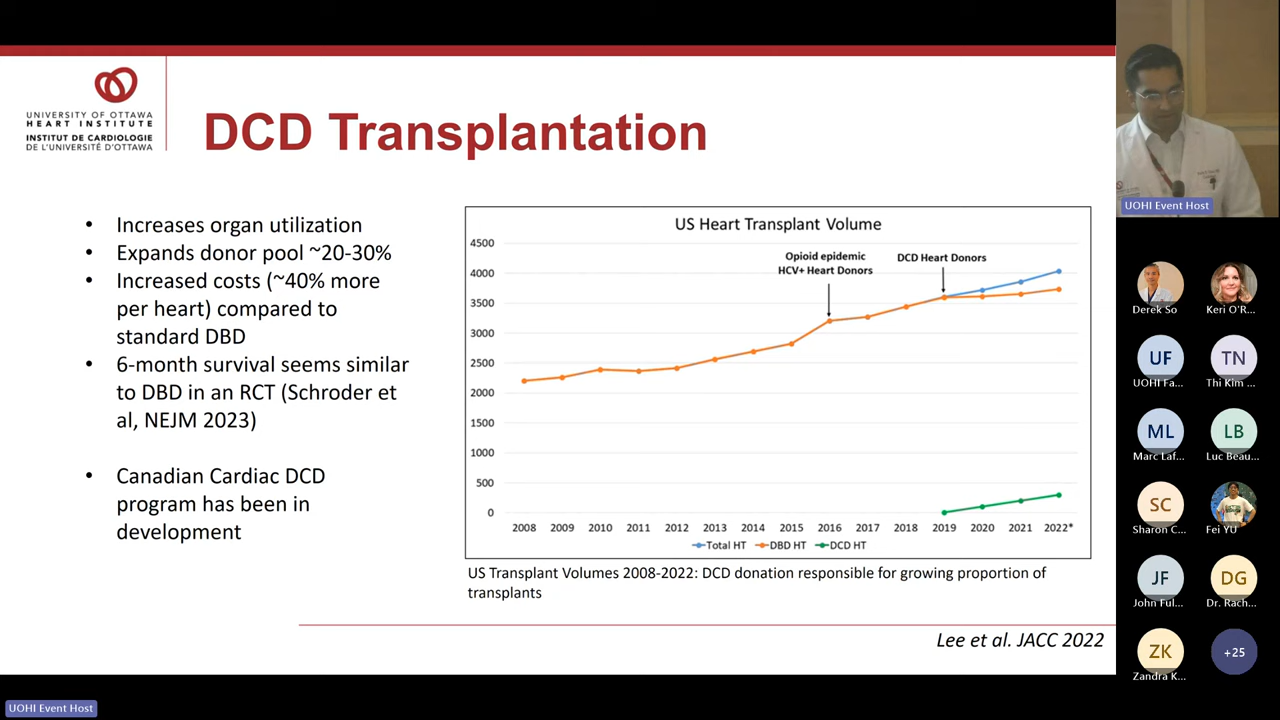 UNIVERSITY OF OTTAWA
HEART INSTITUTE
INSTITUT DE CARDIOLOGIE
DE L'UNIVERSITÉ D'OTTAWA
DCD Transplantation
• Increases organ utilization
• Expands donor pool ~20-30%
• Increased costs (~40% more
per heart) compared to
standard DBD
• 6-month survival seems similar
to DBD in an RCT (Schroder et
al, NEJM 2023)
• Canadian Cardiac DCD
program has been in
development
US Heart Transplant Volume
4500
4000
3500
3000
2500
2000
1500
1000
500
0
Opioid epidemic
HCV+ Heart Donors
DCD Heart Donors
2008 2009 2010 2011 2012 2013 2014 2015 2016 2017 2018 2019 2020 2021 2022*
Total HT DBD HT DCD HT
US Transplant Volumes 2008-2022: DCD donation responsible for growing proportion of
transplants
Lee et al. JACC 2022
UOHI Event Host
Derek So
Keri O'R...
UF
TN
UOHI Fa...
Thi Kim ...
ML
LB
Marc Laf...
Luc Beau...
SC
Sharon C...
Fei YU
JF
DG
John Ful...
Dr. Rach...
ZK
+25
Zandra K...
UOHI Event Host